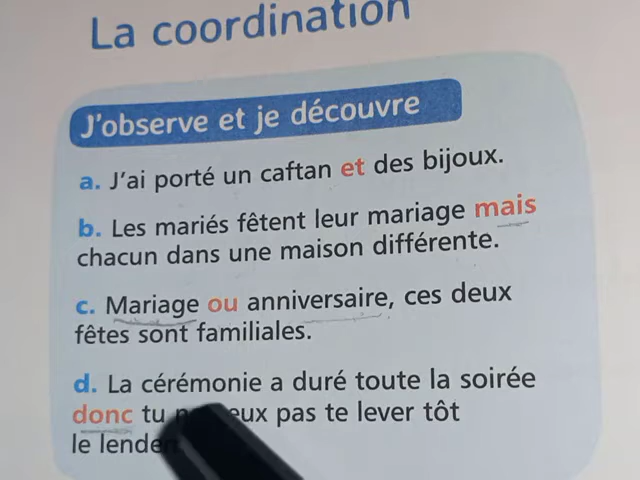 La coordination
J'observe et je découvre
a. J'ai porté un caftan et des bijoux.
b. Les mariés fêtent leur mariage mais
chacun dans une maison différente.
c. Mariage ou anniversaire, ces deux
fêtes sont familiales.
d. La cérémonie a duré toute la soirée
donc tu pas te lever tôt
le